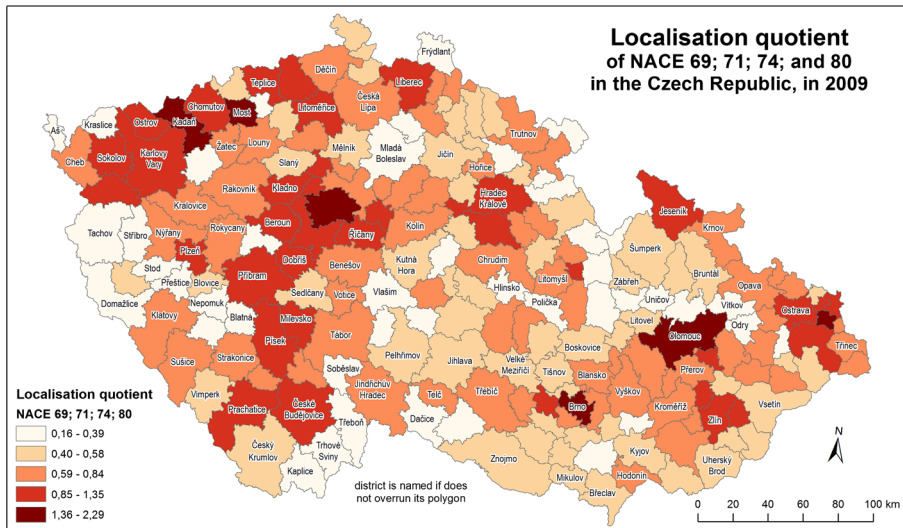 Localisation quotient
of NACE 69; 71; 74; and 80
in the Czech Republic, in 2009
Frýdlant
Děčín
Teplice
Liberec
Chomutov
Most
Litoměřice
Česká
Lípa
Kraslice
Ostrov
Kadaň
Aš
Trutnov
Žatec
Louny
Mělník
Mladá
Boleslav
Jičín
Cheb
Sokolov
Karlovy
Vary
Slaný
Hořice
Rakovník
Kladno
Hradec
Králové
Jeseník
Kralovice
Beroun
Říčany
Kolín
Krnov
Tachov
Stříbro
Nýřany
Rokycany
Plzeň
Dobříš
Benešov
Kutná
Hora
Chrudim
Litomyšl
Šumperk
Bruntál
Opava
Stod
Přeštice
Blovice
Příbram
Sedlčany
Votice
Vlašim
Hlinsko
Polička
Zábřeh
Uničov
Vítkov
Odry
Ostrava
Domažlice
Nepomuk
Blatná
Milevsko
Litovel
Olomouc
Třinec
Klatovy
Písek
Tábor
Pelhřimov
Jihlava
Velké
Meziříčí
Boskovice
Tišnov
Blansko
Přerov
Sušice
Strakonice
Soběslav
Jindřichův
Hradec
Telč
Třebíč
Vyškov
Kroměříž
Vsetín
Vimperk
Prachatice
České
Budějovice
Třeboň
Dačice
Brno
Zlín
Český
Krumlov
Trhové
Sviny
Kaplice
Znojmo
Mikulov
Břeclav
Hodonín
Kyjov
Uherský
Brod
Localisation quotient
NACE 69; 71; 74; 80
0,16 - 0,39
0,40 - 0,58
0,59 - 0,84
0,85 - 1,35
1,36 - 2,29
district is named if does
not overrun its polygon
N
0 20 40 60 80 100 km